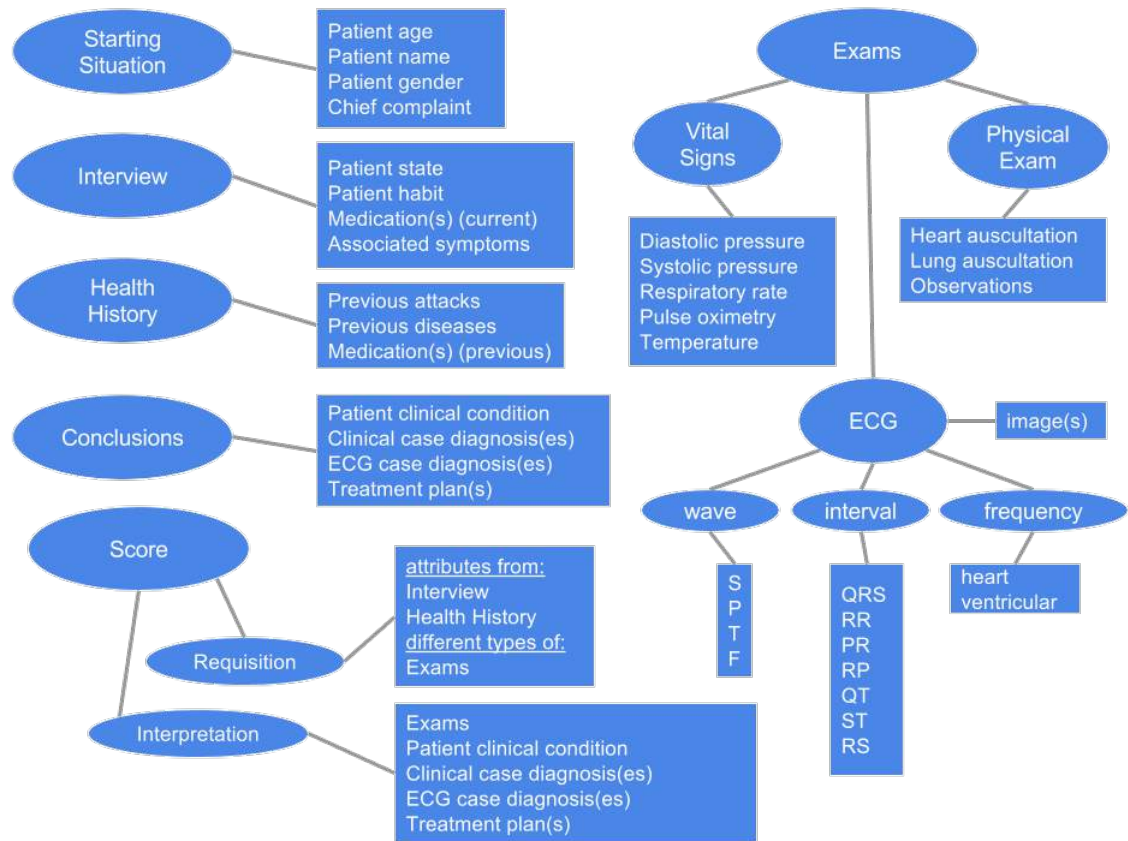 Starting
Situation
Patient age
Patient name
Patient gender
Chief complaint
Interview
Patient state
Patient habit
Medication(s) (current)
Associated symptoms
Health
History
Previous attacks
Previous diseases
Medication(s) (previous)
Conclusions
Patient clinical condition
Clinical case diagnosis(es)
ECG case diagnosis(es)
Treatment plan(s)
Score
Requisition
attributes from:
Interview
Health History
different types of:
Exams
Interpretation
Exams
Patient clinical condition
Clinical case diagnosis(es)
ECG case diagnosis(es)
Treatment plan(s)
Exams
Vital
Signs
Diastolic pressure
Systolic pressure
Respiratory rate
Pulse oximetry
Temperature
Physical
Exam
Heart auscultation
Lung auscultation
Observations
ECG
image(s)
wave
S
P
T
F
interval
QRS
RR
PR
RP
QT
ST
RS
frequency
heart
ventricular